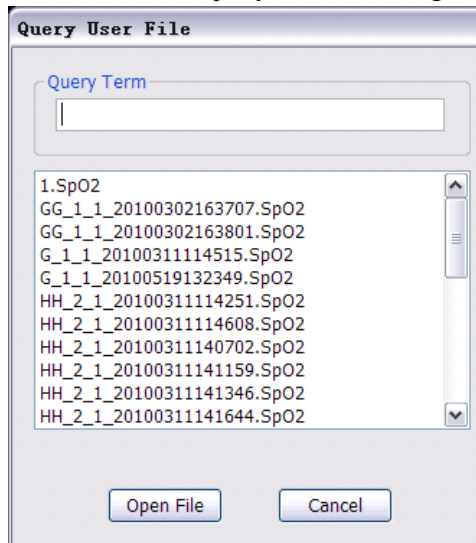 Query User File
Query Term
1.SpO2
GG_1_1_20100302163707.SpO2
GG_1_1_20100302163801.SpO2
G_1_1_20100311114515.SpO2
G_1_1_20100519132349.SpO2
HH_2_1_20100311114251.SpO2
HH_2_1_20100311114608.SpO2
HH_2_1_20100311140702.SpO2
HH_2_1_20100311141159.SpO2
HH_2_1_20100311141346.SpO2
HH_2_1_20100311141644.SpO2
Open File Cancel